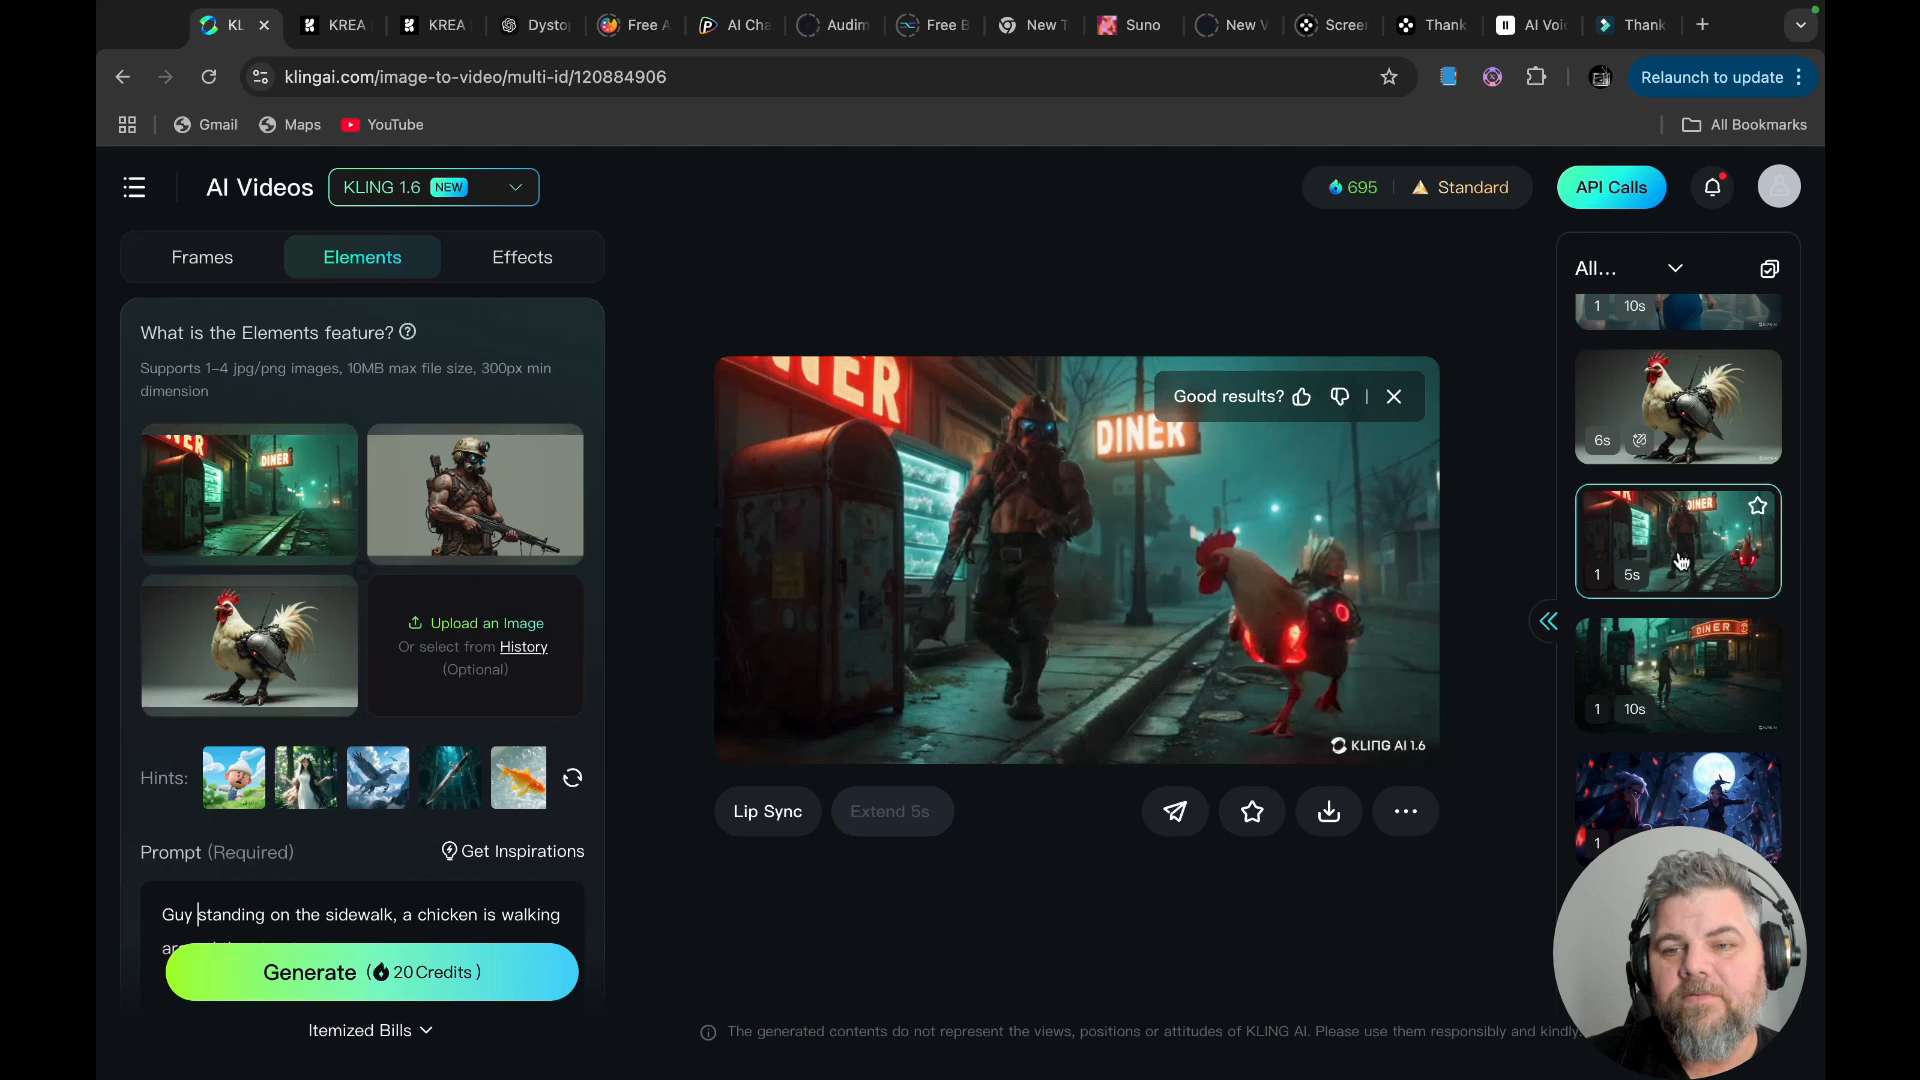 KL
KREA
KREA
Dysto
Free A
AI Cha
Audim
Free B
New T
Suno
New V
Screer
Thank
AI Voi
Thank
klingai.com/image-to-video/multi-id/120884906
Relaunch to update
Gmail
Maps
YouTube
All Bookmarks
AI Videos
KLING 1.6 NEW
695
Standard
API Calls
Frames
Elements
Effects
All...
What is the Elements feature?
Supports 1-4 jpg/png images, 10MB max file size, 300px min
dimension
DINER
Upload an Image
Or select from History
(Optional)
Hints:
Prompt (Required)
Get Inspirations
Guy standing on the sidewalk, a chicken is walking
Generate ( 20 Credits )
Itemized Bills
NER
DINER
Good results?
KLING AI 1.6
Lip Sync
Extend 5s
The generated contents do not represent the views, positions or attitudes of KLING AI. Please use them responsibly and kindly.
1 10s
6s
DINER
1 5s
DINER
1 10s
1